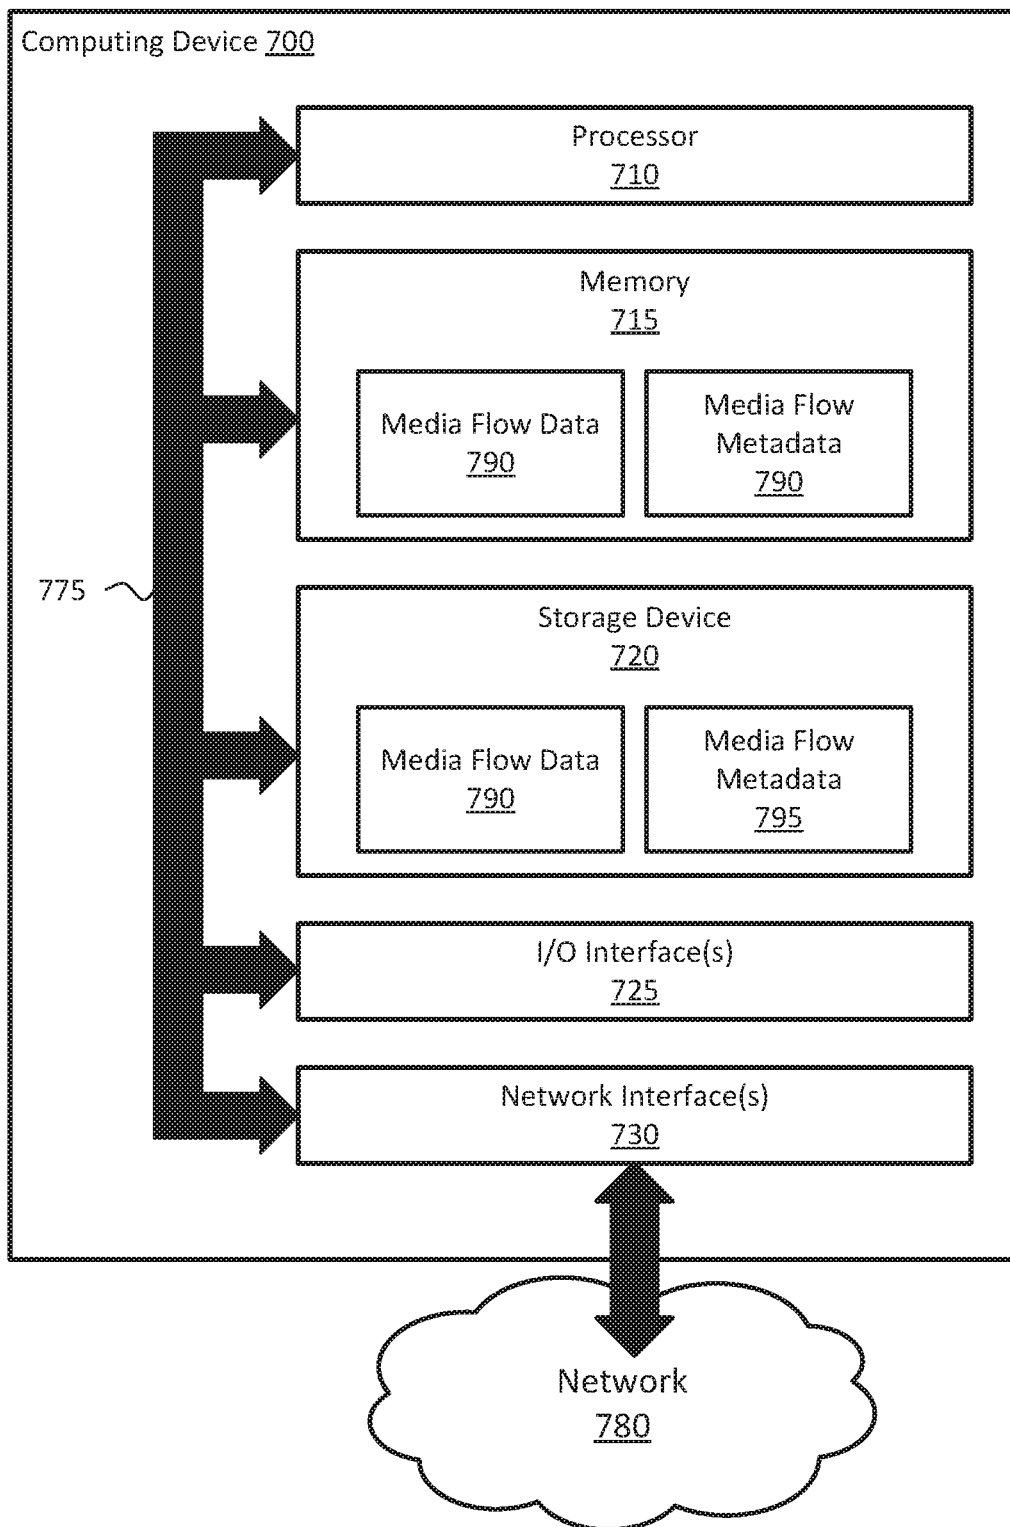 Computing Device 700
Processor
710
Memory
715
Media Flow Data
790
Media Flow
Metadata
790
775
Storage Device
720
Media Flow Data
790
Media Flow
Metadata
795
I/O Interface(s)
725
Network Interface(s)
730
Network
780